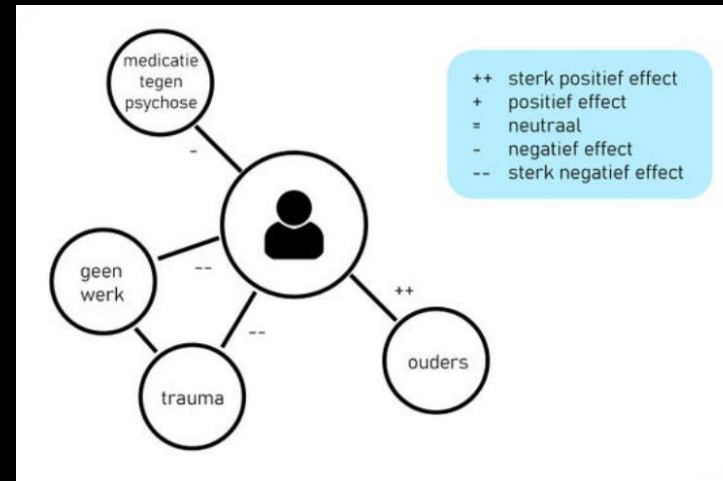 medicatie
tegen
psychose
-
geen
werk
--
--
trauma
++
ouders
++ sterk positief effect
+ positief effect
= neutraal
- negatief effect
-- sterk negatief effect